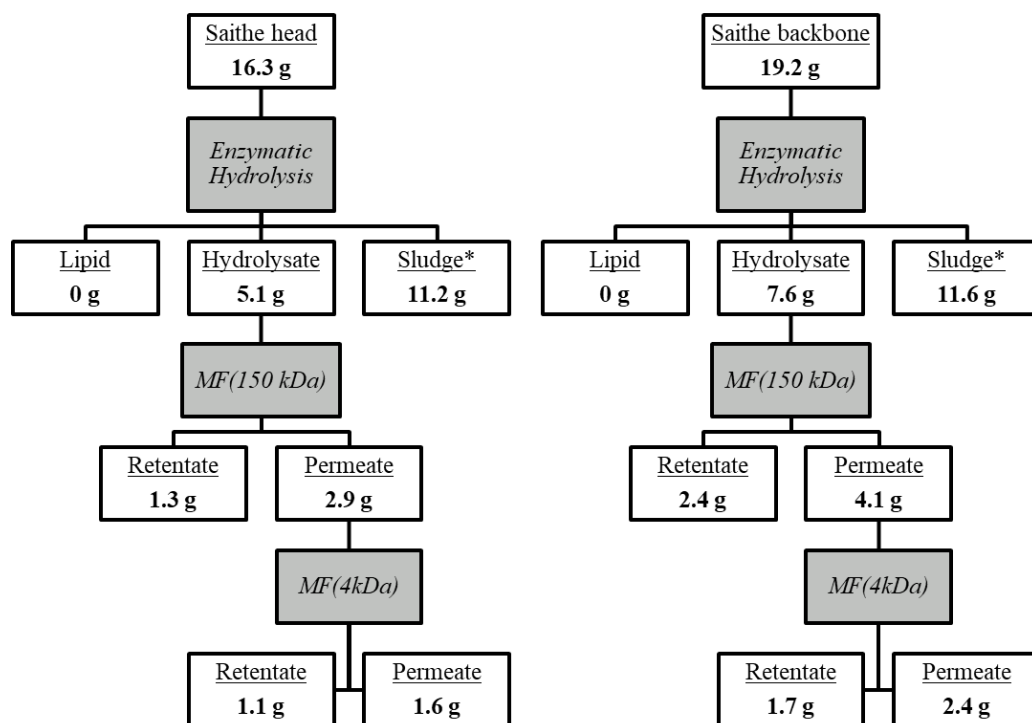 Saithe head
16.3 g
Enzymatic
Hydrolysis
Lipid
0 g
Hydrolysate
5.1 g
Sludge*
11.2 g
MF(150 kDa)
Retentate
1.3 g
Permeate
2.9 g
MF(4kDa)
Retentate
1.1 g
Permeate
1.6 g
Saithe backbone
19.2 g
Enzymatic
Hydrolysis
Lipid
0 g
Hydrolysate
7.6 g
Sludge*
11.6 g
MF(150 kDa)
Retentate
2.4 g
Permeate
4.1 g
MF(4kDa)
Retentate
1.7 g
Permeate
2.4 g